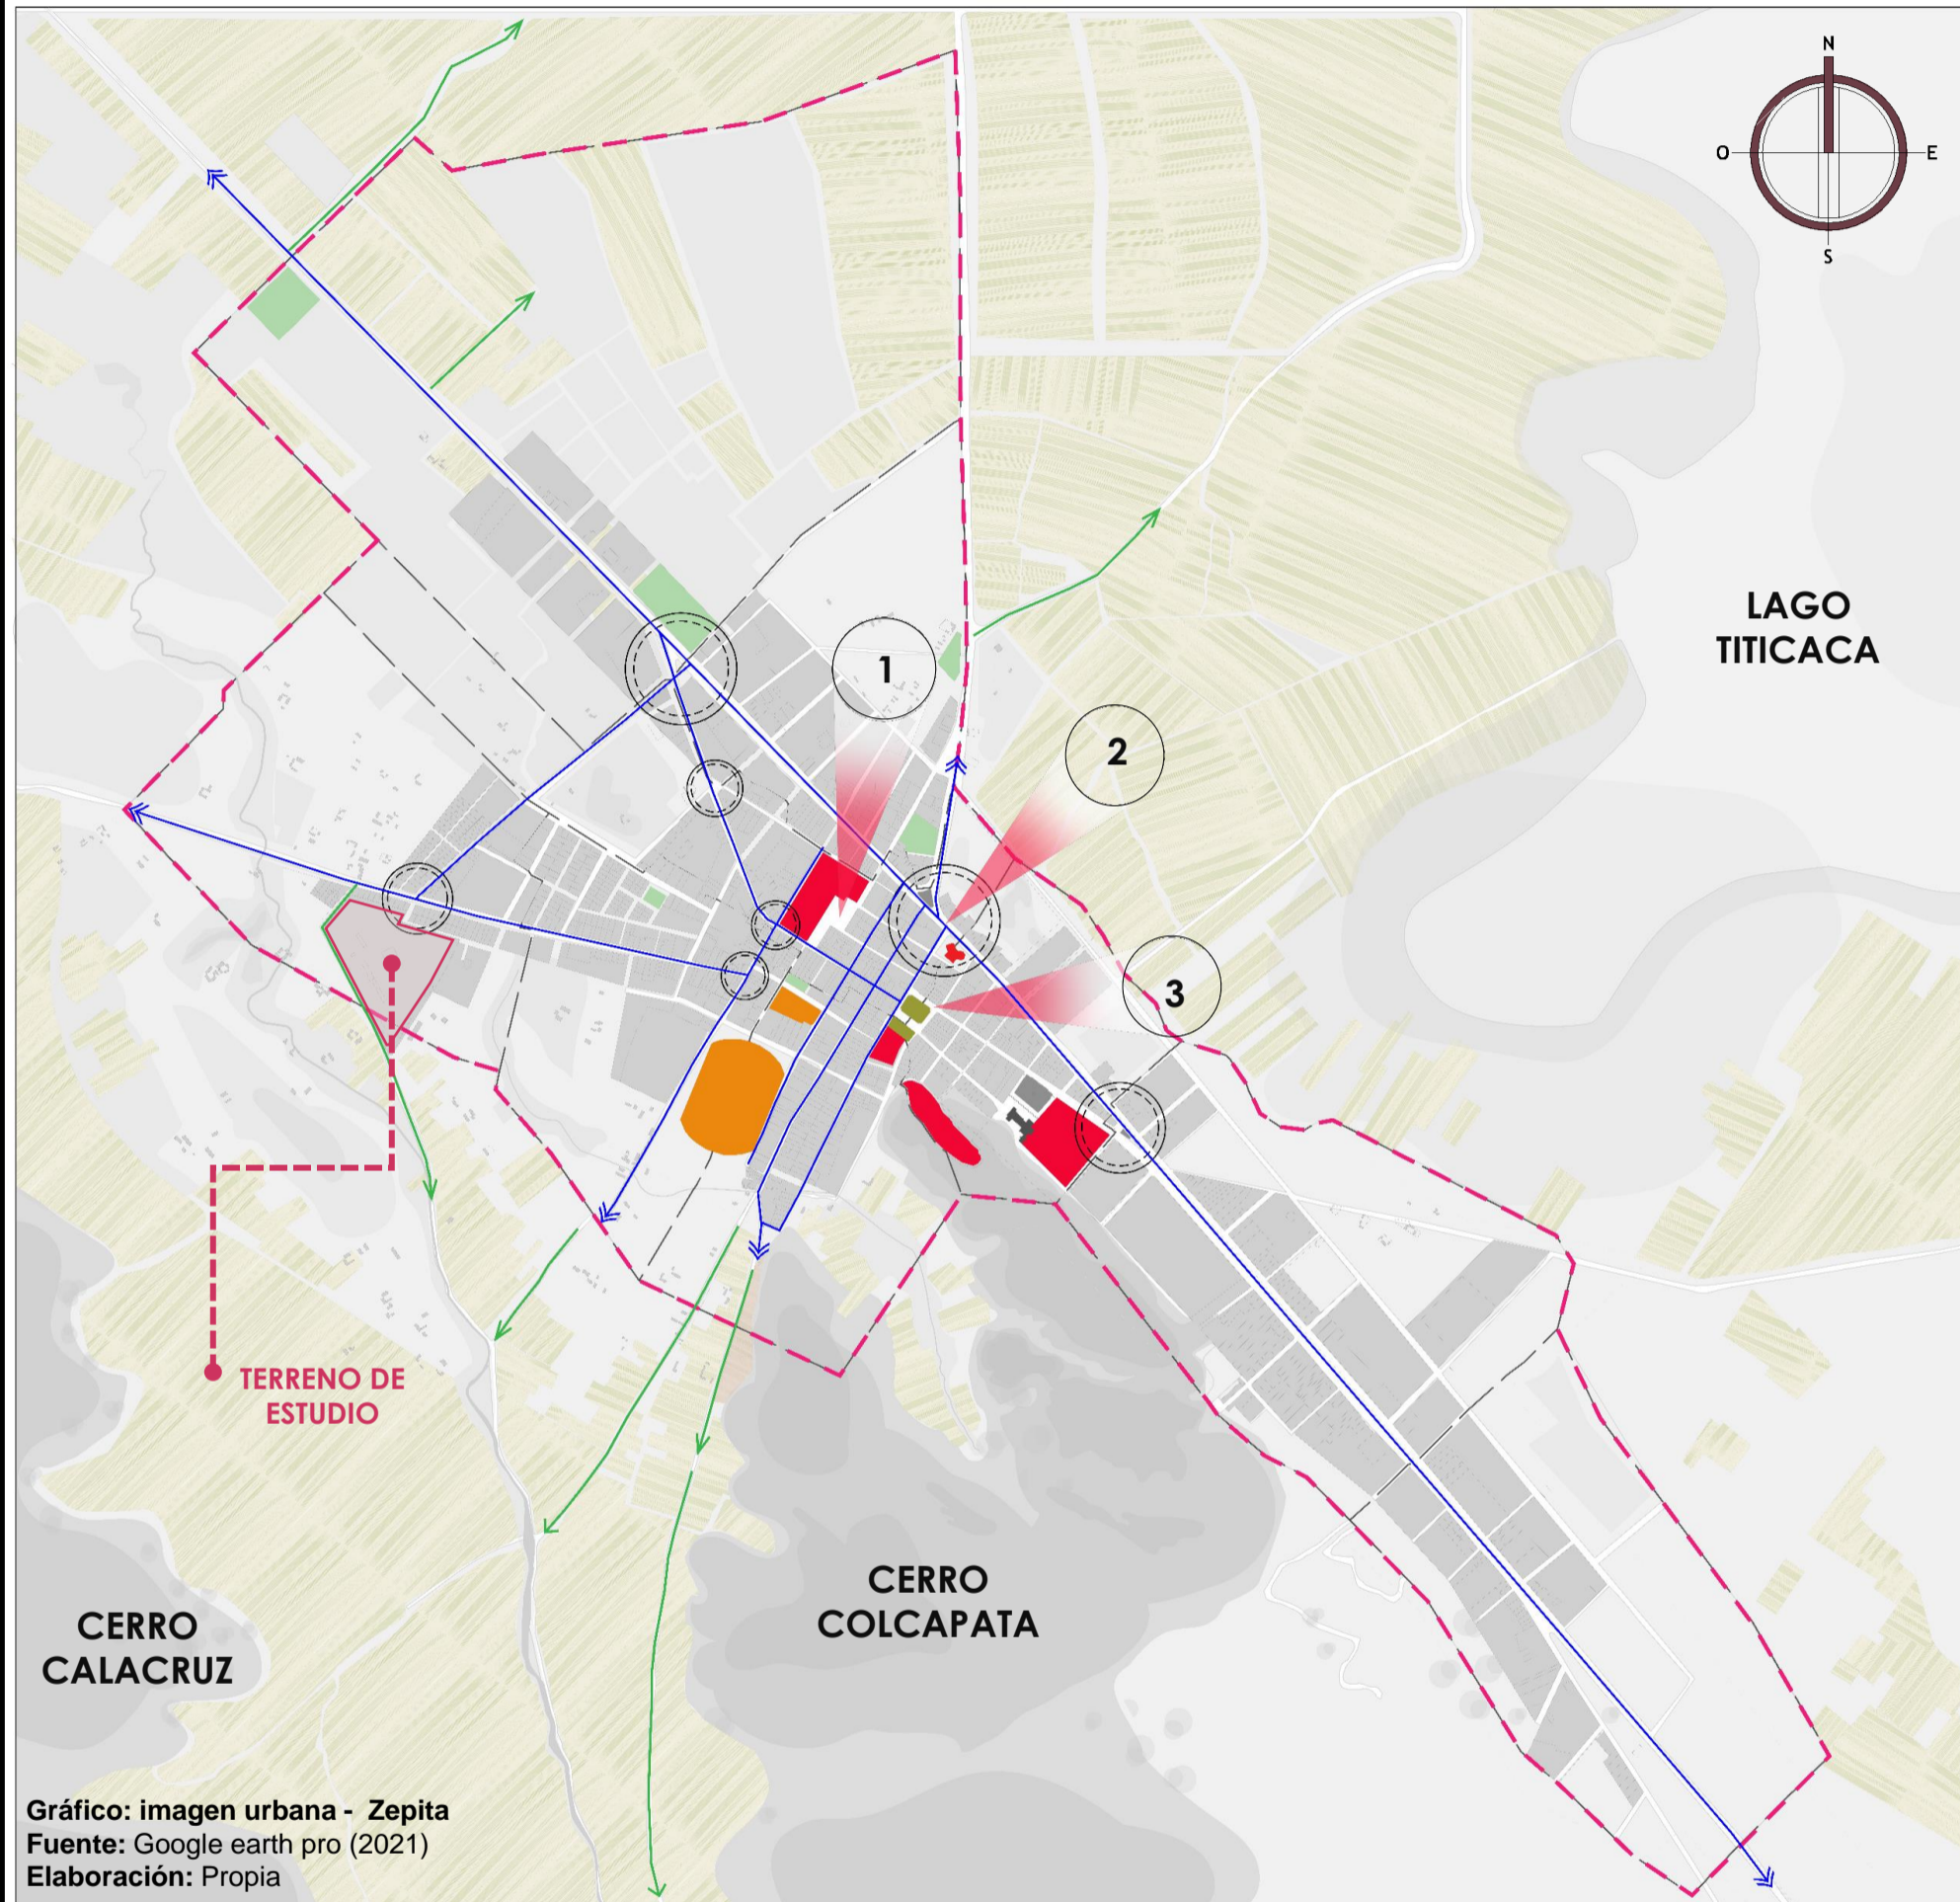 N
O
E
S
LAGO
TITICACA
1
2
3
TERRENO DE
ESTUDIO
CERRO
COLCAPATA
CERRO
CALACRUZ
Gráfico: imagen urbana - Zepita
Fuente: Google earth pro (2021)
Elaboración: Propia